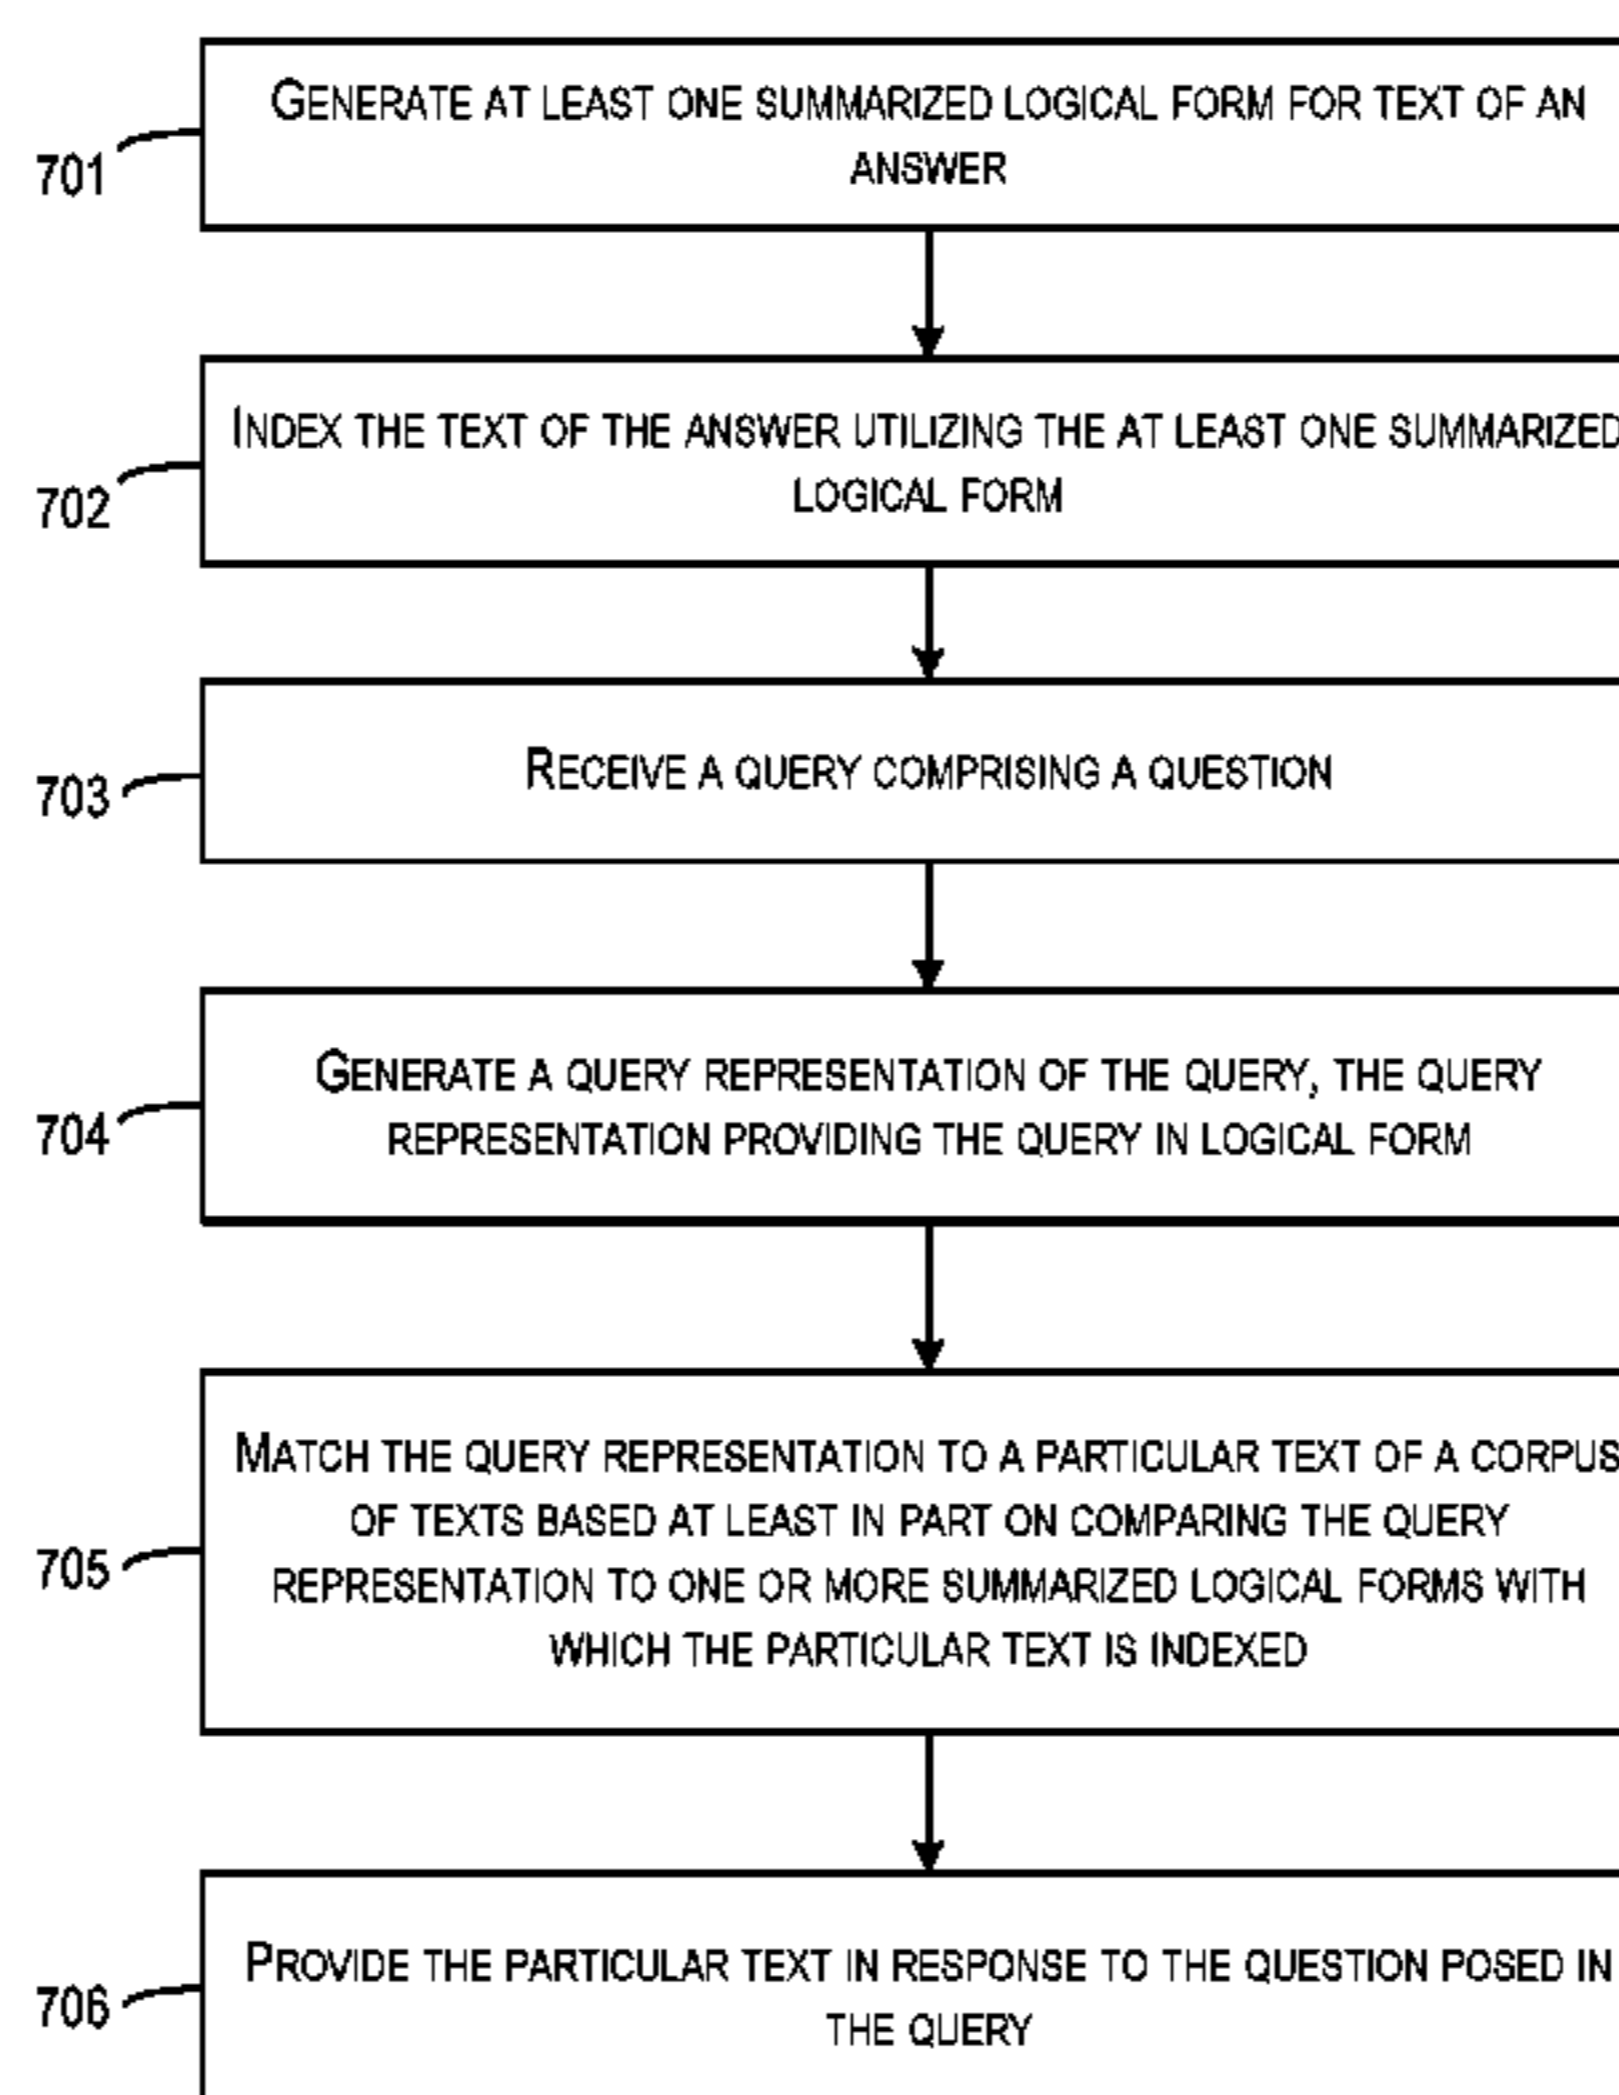 GENERATE AT LEAST ONE SUMMARIZED LOGICAL FORM FOR TEXT OF AN
ANSWER
701
INDEX THE TEXT OF THE ANSWER UTILIZING THE AT LEAST ONE SUMMARIZED
LOGICAL FORM
702
RECEIVE A QUERY COMPRISING A QUESTION
703
GENERATE A QUERY REPRESENTATION OF THE QUERY, THE QUERY
REPRESENTATION PROVIDING THE QUERY IN LOGICAL FORM
704
MATCH THE QUERY REPRESENTATION TO A PARTICULAR TEXT OF A CORPUS
OF TEXTS BASED AT LEAST IN PART ON COMPARING THE QUERY
REPRESENTATION TO ONE OR MORE SUMMARIZED LOGICAL FORMS WITH
WHICH THE PARTICULAR TEXT IS INDEXED
705
PROVIDE THE PARTICULAR TEXT IN RESPONSE TO THE QUESTION POSED IN
THE QUERY
706